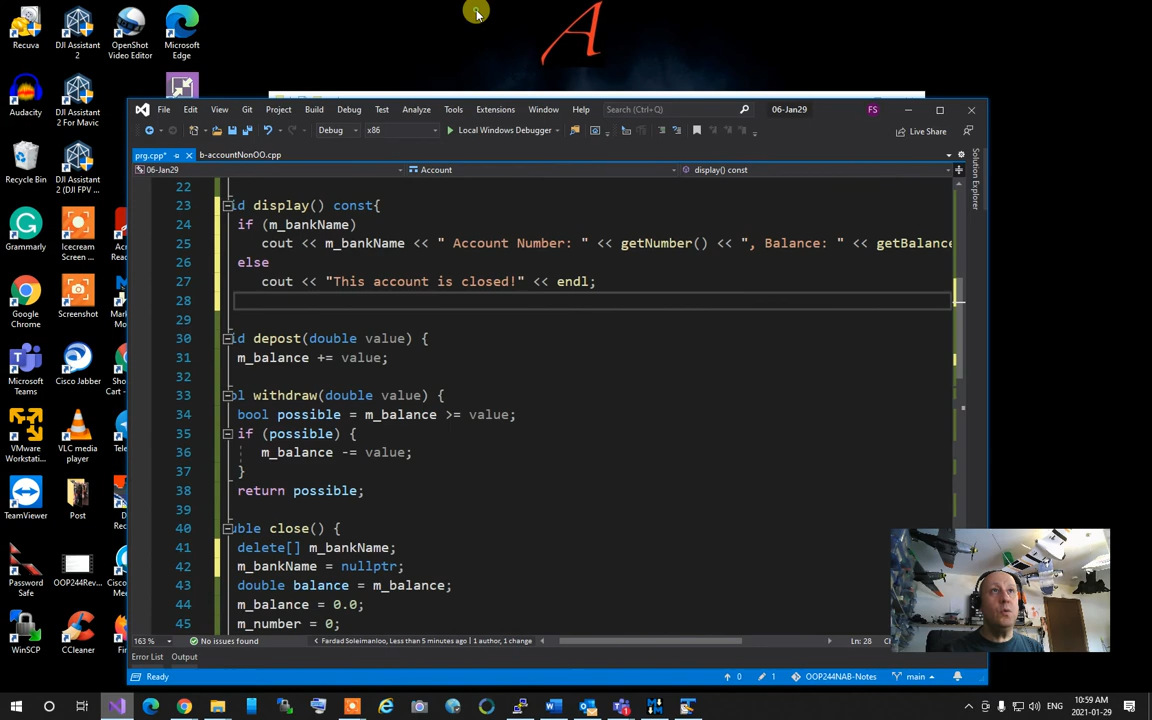 A
Recuva
DJI Assistant 2
OpenShot Video Editor
Microsoft Edge
Audacity
DJI Assistant 2 For Mavic
Recycle Bin
DJI Assistant 2 (DJI FPV ...
Grammarly
Icecream Screen ...
Google Chrome
Screenshot
Microsoft Teams
Cisco Jabber
VMware Workstati...
VLC media player
TeamViewer
Post
Password Safe
OOP244Rev...
WinSCP
CCleaner
File Edit View Git Project Build Debug Test Analyze Tools Extensions Window Help Search (Ctrl+Q) 06-Jan29 FS
Debug x86 Local Windows Debugger Live Share
prg.cpp* b-accountNonOO.cpp
06-Jan29 Account display() const
Solution Explorer
22
23 id display() const{
24 if (m_bankName)
25 cout << m_bankName << " Account Number: " << getNumber() << ", Balance: " << getBalance
26 else
27 cout << "This account is closed!" << endl;
28
29
30 id depost(double value) {
31 m_balance += value;
32
33 ol withdraw(double value) {
34 bool possible = m_balance >= value;
35 if (possible) {
36 m_balance -= value;
37 }
38 return possible;
39
40 uble close() {
41 delete[] m_bankName;
42 m_bankName = nullptr;
43 double balance = m_balance;
44 m_balance = 0.0;
45 m_number = 0;
163 % No issues found Fardad Soleimanloo, Less than 5 minutes ago | 1 author, 1 change Ln: 28
Error List Output
Ready 0 1 OOP244NAB-Notes main
ENG 10:59 AM
2021-01-29